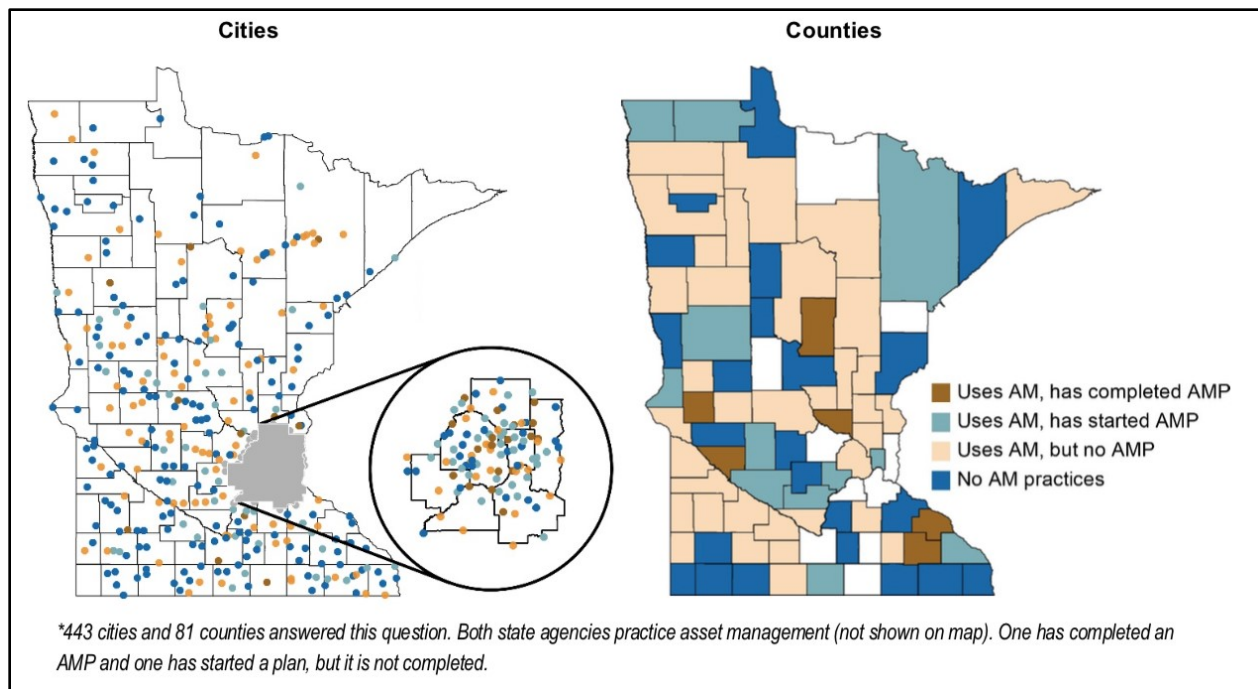 Cities
Counties
Uses AM, has completed AMP
Uses AM, has started AMP
Uses AM, but no AMP
No AM practices
*443 cities and 81 counties answered this question. Both state agencies practice asset management (not shown on map). One has completed an
AMP and one has started a plan, but it is not completed.